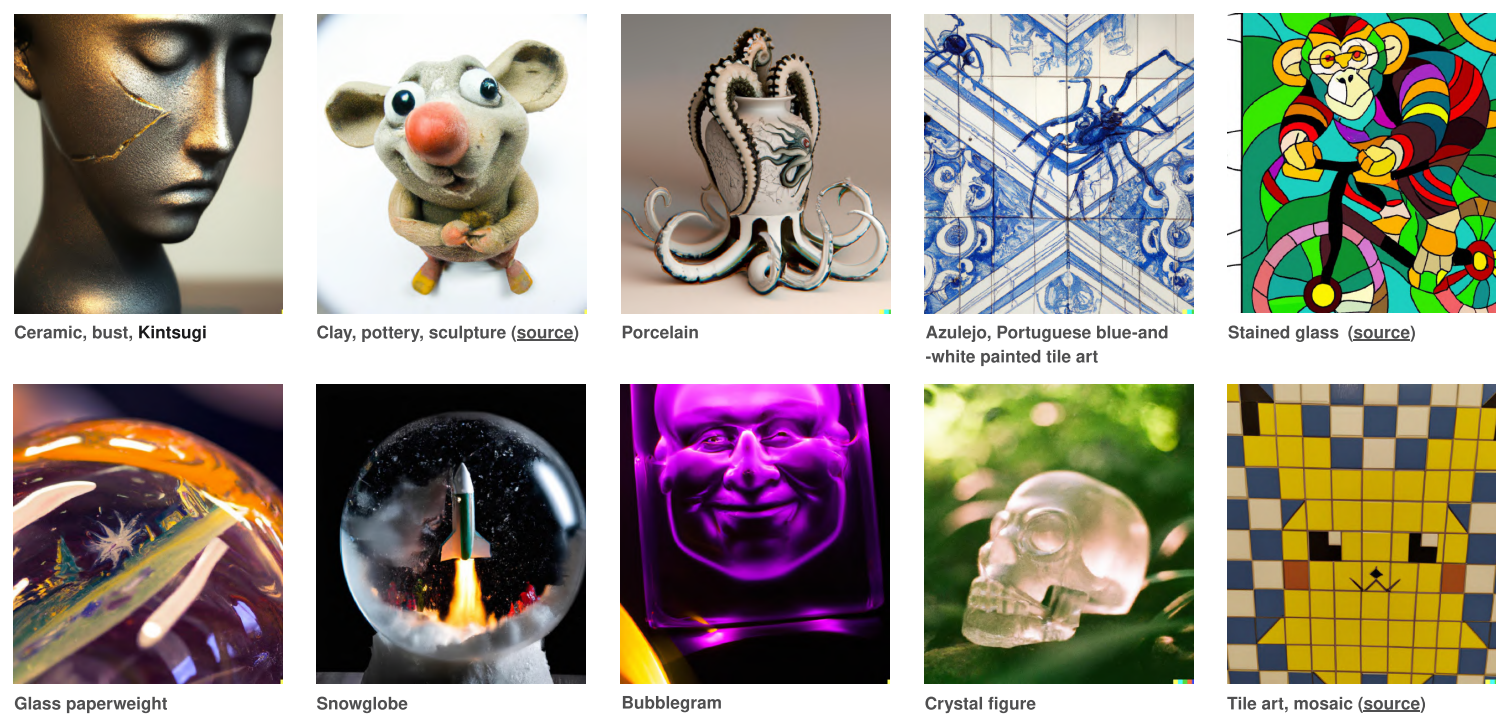 Ceramic, bust, Kintsugi
Clay, pottery, sculpture (source)
Porcelain
Azulejo, Portuguese blue-and
-white painted tile art
Stained glass (source)
Glass paperweight
Snowglobe
Bubblegram
Crystal figure
Tile art, mosaic (source)